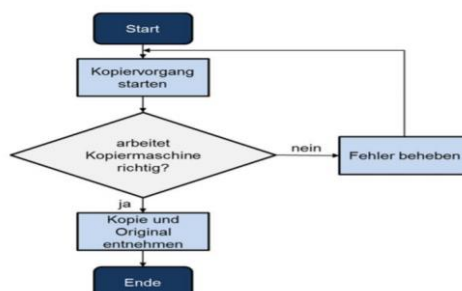 Start
Kopiervorgang
starten
arbeitet
Kopiermaschine
richtig?
nein
Fehler beheben
ja
Kopie und
Original
entnehmen
Ende